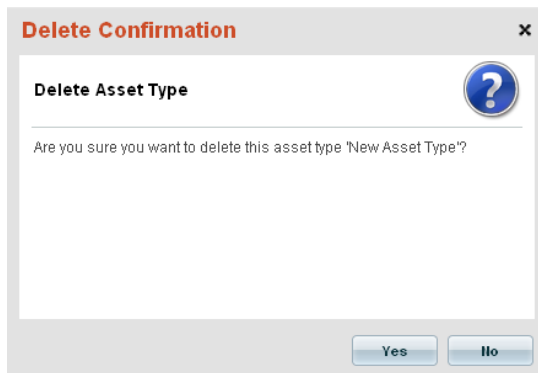 Delete Confirmation
Delete Asset Type
Are you sure you want to delete this asset type 'New Asset Type'?
Yes No